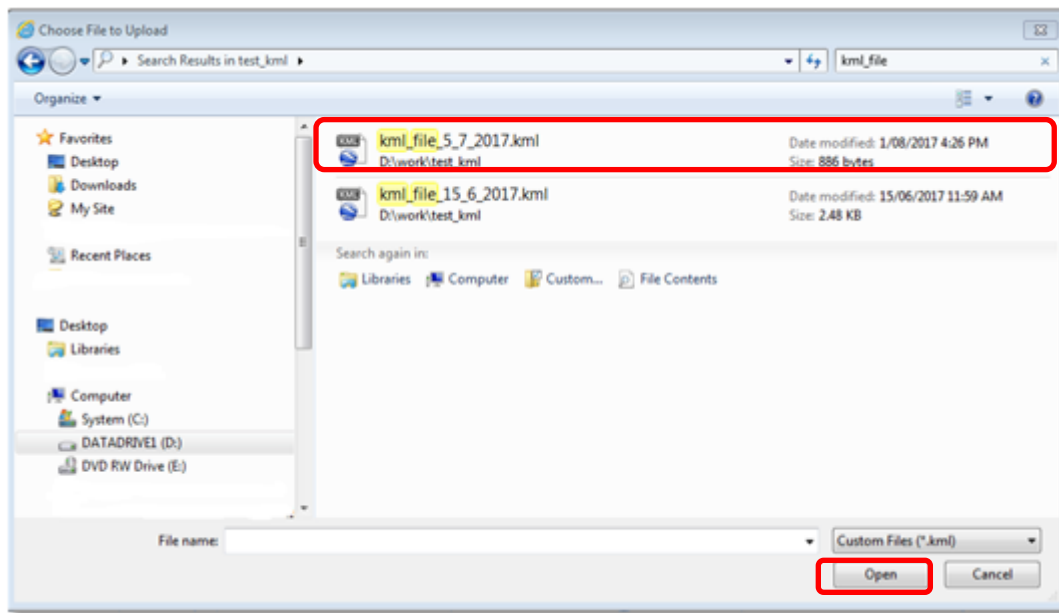 Choose File to Upload
Search Results in test_kml
kml_file
Organize
Favorites
Desktop
Downloads
My Site
Recent Places
Desktop
Libraries
Computer
System (C:)
DATADRIVE1 (D:)
DVD RW Drive (E:)
kml_file_5_7_2017.kml
D:\work\test_kml
Date modified: 1/08/2017 4:26 PM
Size: 886 bytes
kml_file_15_6_2017.kml
D:\work\test_kml
Date modified: 15/06/2017 11:59 AM
Size: 2.48 KB
Search again in:
Libraries Computer Custom... File Contents
File name:
Custom Files (*.kml)
Open Cancel